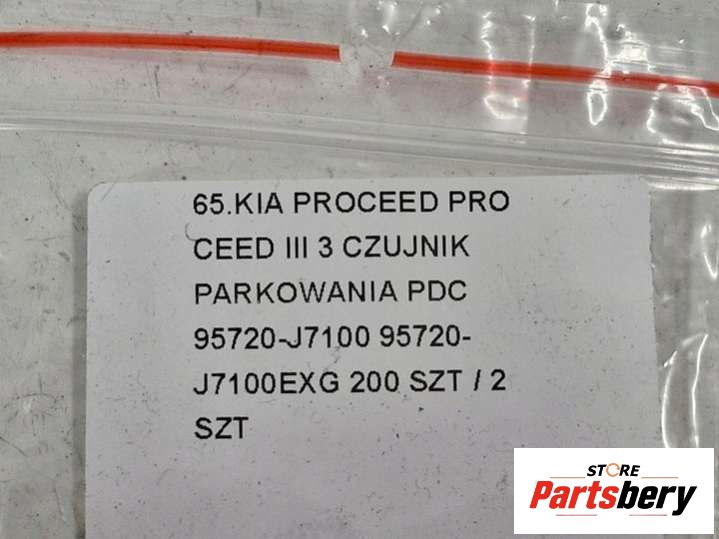 65.KIA PROCEED PRO
CEED III 3 CZUJNIK
PARKOWANIA PDC
95720-J7100 95720-
J7100EXG 200 SZT / 2
SZT
STORE
Partsbery